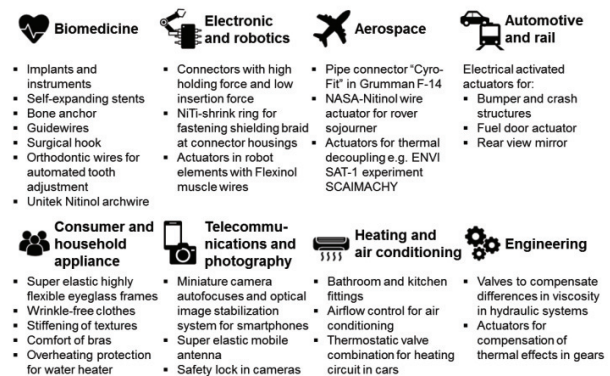 Biomedicine
▪ Implants and
instruments
▪ Self-expanding stents
▪ Bone anchor
▪ Guidewires
▪ Surgical hook
▪ Orthodontic wires for
automated tooth
adjustment
▪ Unitek Nitinol archwire
Electronic
and robotics
▪ Connectors with high
holding force and low
insertion force
▪ NiTi-shrink ring for
fastening shielding braid
at connector housings
▪ Actuators in robot
elements with Flexinol
muscle wires
Aerospace
▪ Pipe connector "Cyro-
Fit" in Grumman F-14
▪ NASA-Nitinol wire
actuator for rover
sojourner
▪ Actuators for thermal
decoupling e.g. ENVI
SAT-1 experiment
SCAIMACHY
Automotive
and rail
Electrical activated
actuators for:
▪ Bumper and crash
structures
▪ Fuel door actuator
▪ Rear view mirror
Consumer and
household
appliance
▪ Super elastic highly
flexible eyeglass frames
▪ Wrinkle-free clothes
▪ Stiffening of textures
▪ Comfort of bras
▪ Overheating protection
for water heater
Telecommu-
nications and
photography
▪ Miniature camera
autofocuses and optical
image stabilization
system for smartphones
▪ Super elastic mobile
antenna
▪ Safety lock in cameras
Heating and
air conditioning
▪ Bathroom and kitchen
fittings
▪ Airflow control for air
conditioning
▪ Thermostatic valve
combination for heating
circuit in cars
Engineering
▪ Valves to compensate
differences in viscosity
in hydraulic systems
▪ Actuators for
compensation of
thermal effects in gears